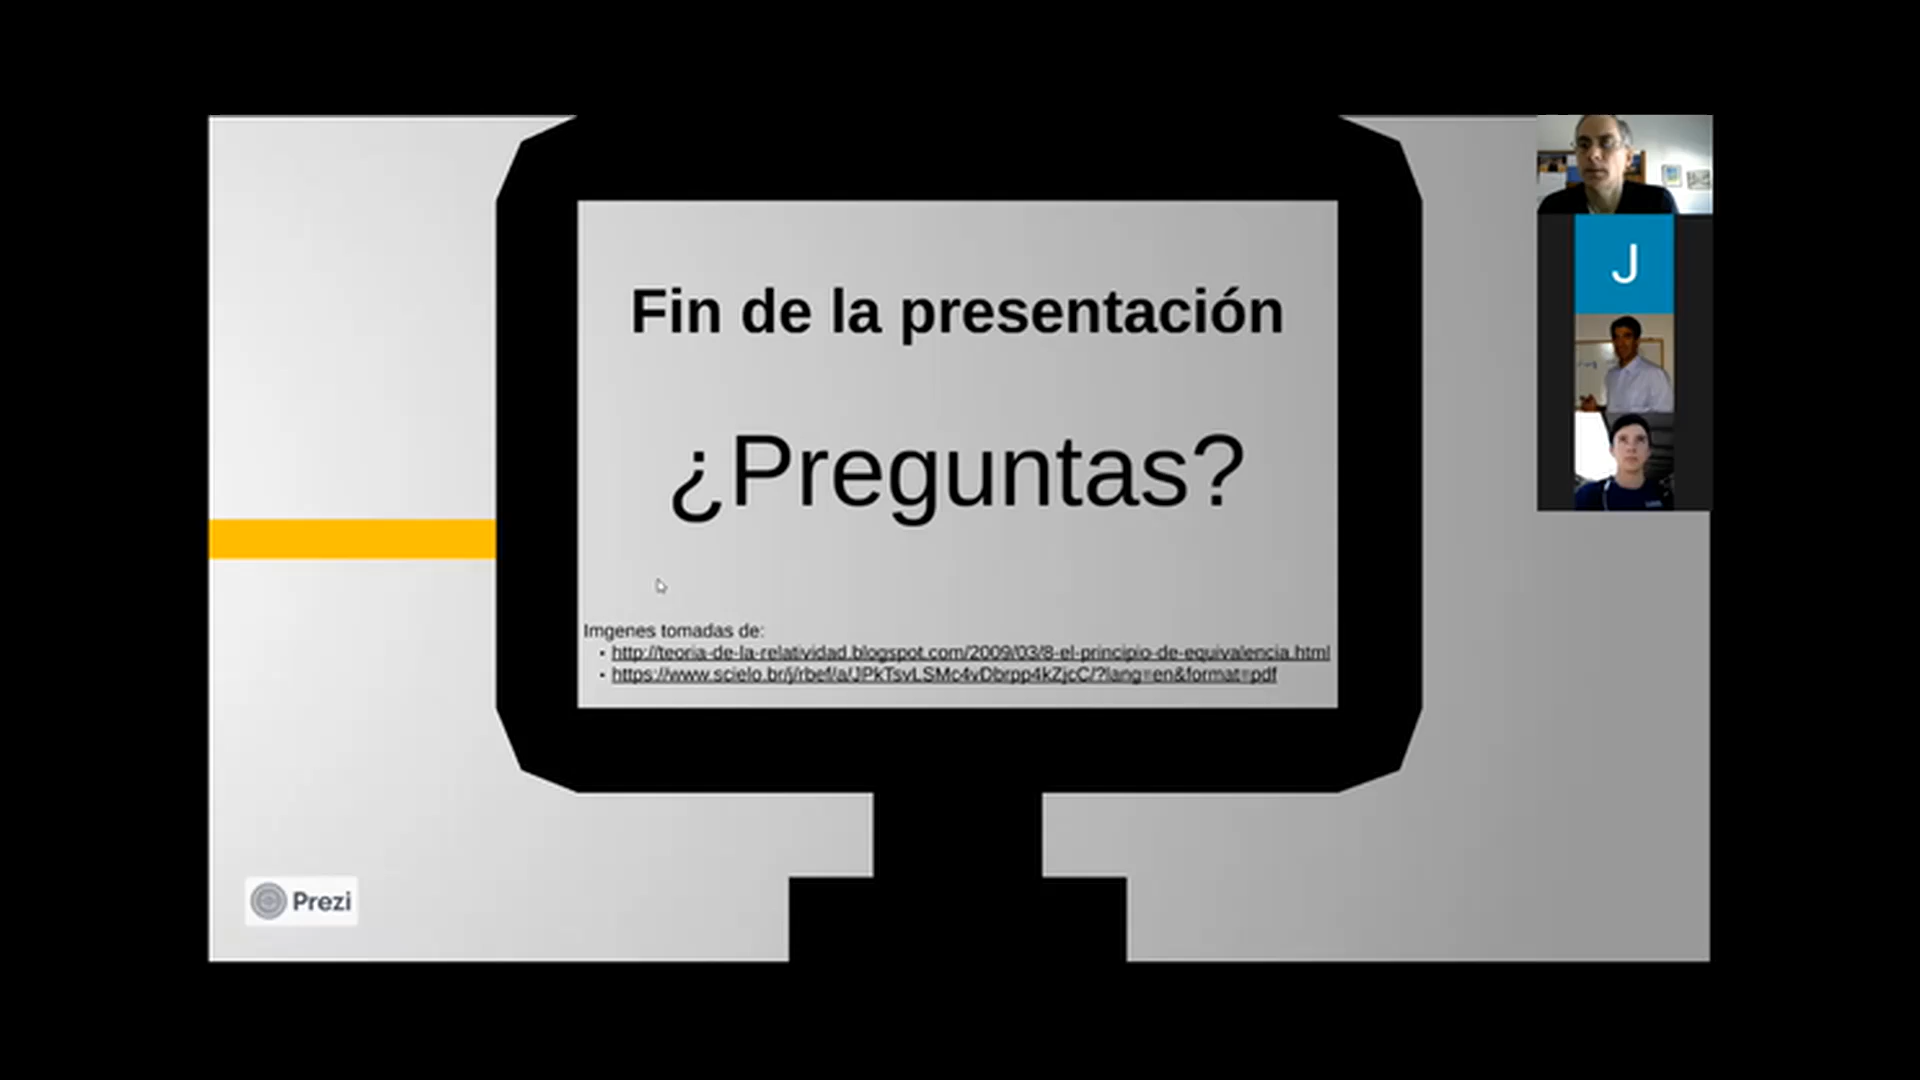 Fin de la presentación
¿Preguntas?
Imgenes tomadas de:
http://teoria-de-la-relatividad.blogspot.com/2009/03/8-el-principio-de-equivalencia.html
https://www.scielo.br/j/rbef/a/JPkTsvLSMc4vDbrpp4kZjcC/?lang=en&format=pdf
J
Prezi